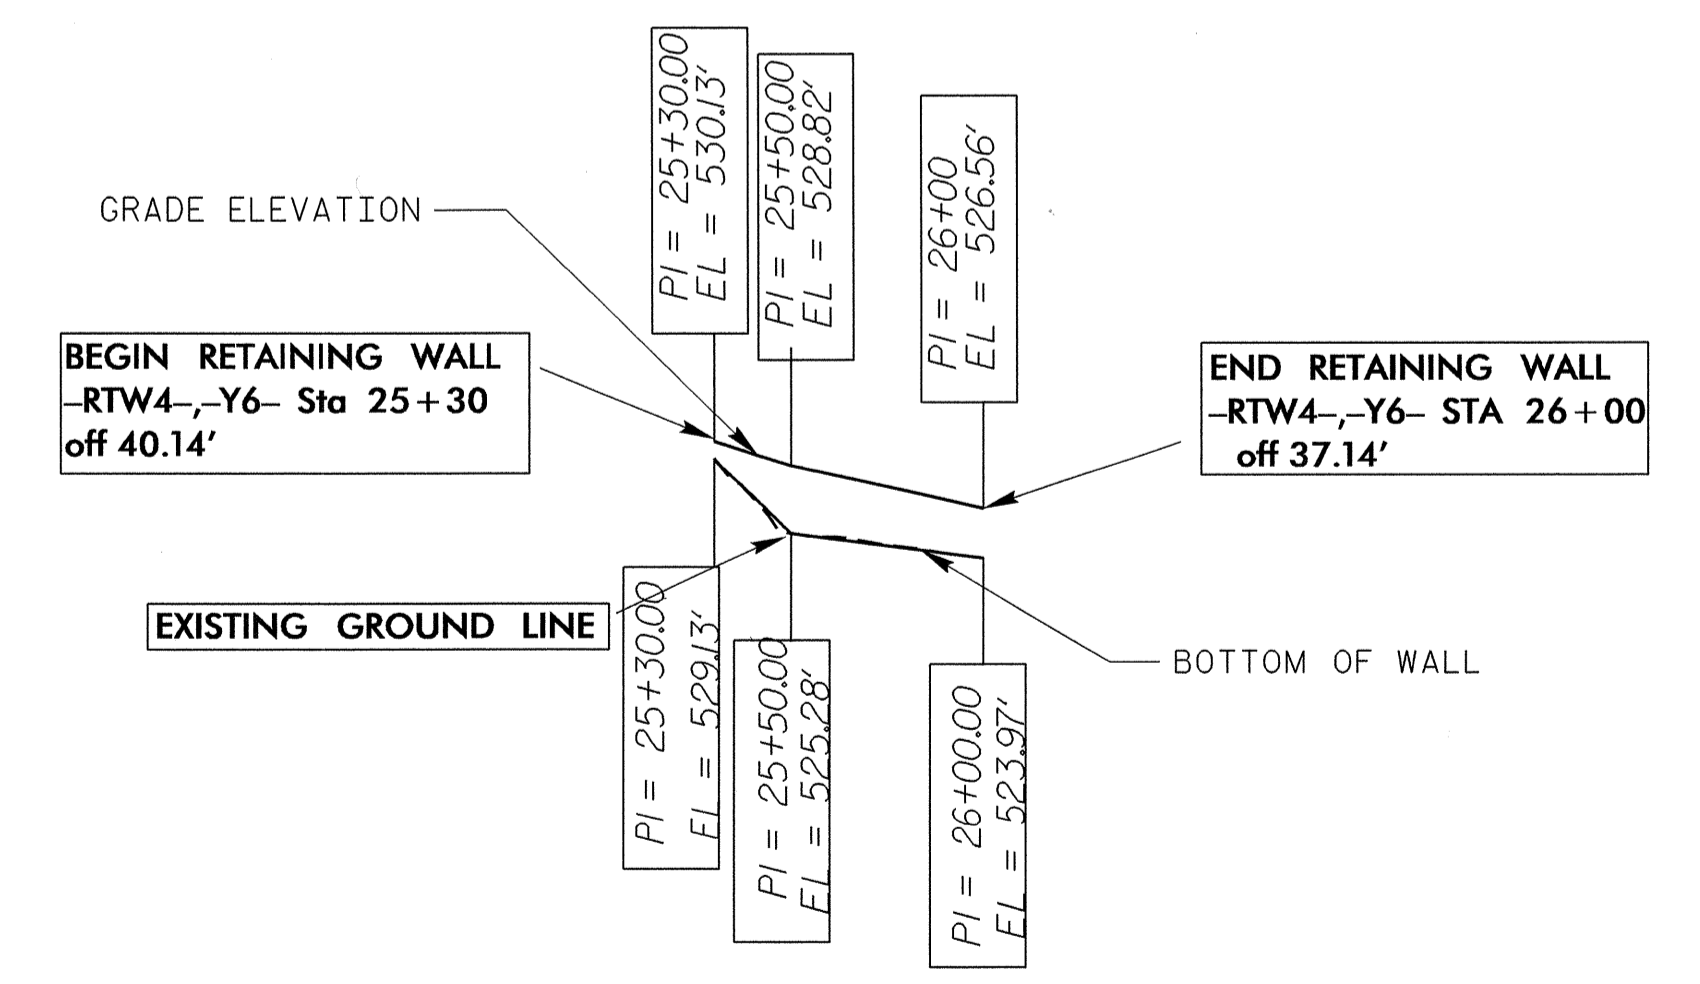 PI = 25+30.00
EL = 530.13'
PI = 25+50.00
EL = 528.82'
PI = 26+00
EL = 526.56'
GRADE ELEVATION
BEGIN RETAINING WALL
–RTW4–,–Y6– Sta 25+30
off 40.14'
END RETAINING WALL
–RTW4–,–Y6– STA 26+00
off 37.14'
EXISTING GROUND LINE
BOTTOM OF WALL
PI = 25+30.00
EL = 529.13'
PI = 25+50.00
EL = 525.28'
PI = 26+00.00
EL = 523.97'